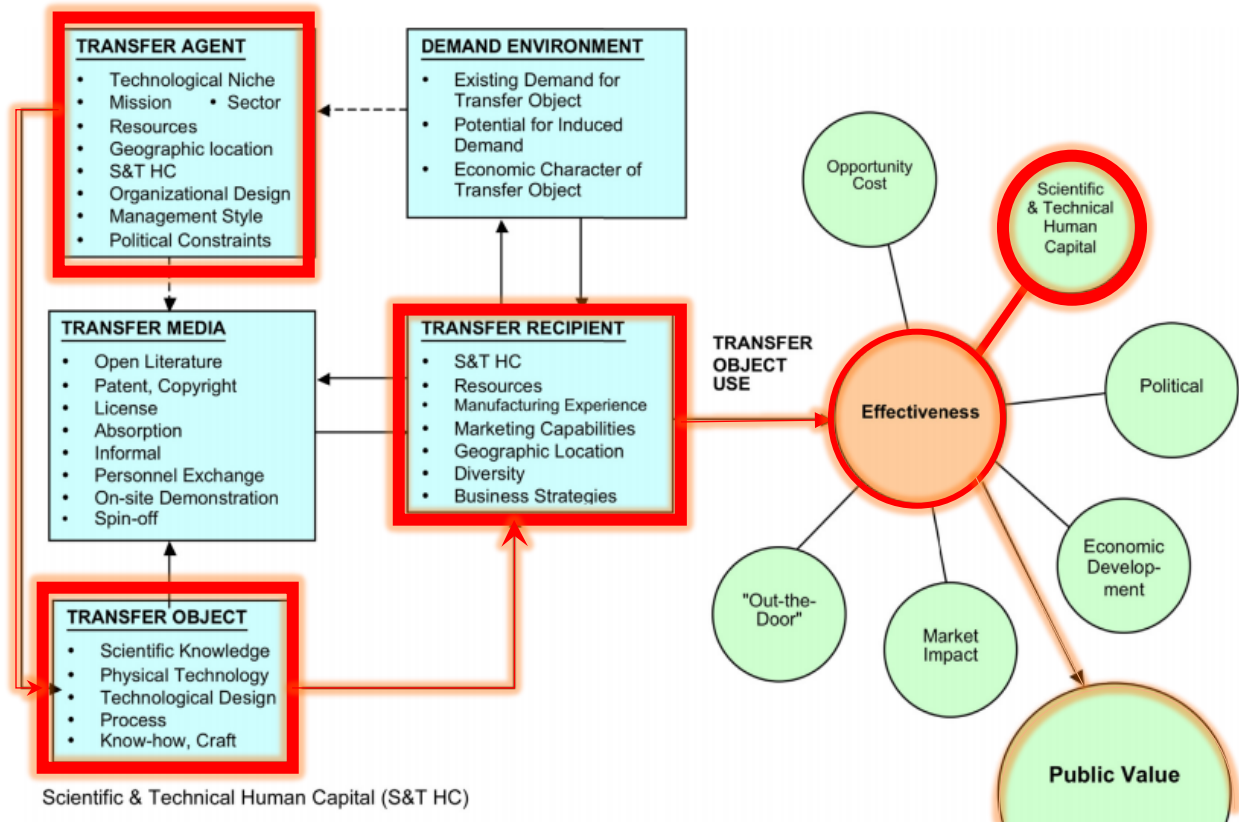 TRANSFER AGENT
• Technological Niche
• Mission • Sector
• Resources
• Geographic location
• S&T HC
• Organizational Design
• Management Style
• Political Constraints
DEMAND ENVIRONMENT
• Existing Demand for
Transfer Object
• Potential for Induced
Demand
• Economic Character of
Transfer Object
TRANSFER MEDIA
• Open Literature
• Patent, Copyright
• License
• Absorption
• Informal
• Personnel Exchange
• On-site Demonstration
• Spin-off
TRANSFER RECIPIENT
• S&T HC
• Resources
• Manufacturing Experience
• Marketing Capabilities
• Geographic Location
• Diversity
• Business Strategies
TRANSFER OBJECT
• Scientific Knowledge
• Physical Technology
• Technological Design
• Process
• Know-how, Craft
Scientific & Technical Human Capital (S&T HC)
TRANSFER
OBJECT
USE
Effectiveness
Opportunity
Cost
Scientific
& Technical
Human
Capital
Political
Economic
Develop-
ment
Market
Impact
"Out-the-
Door"
Public Value